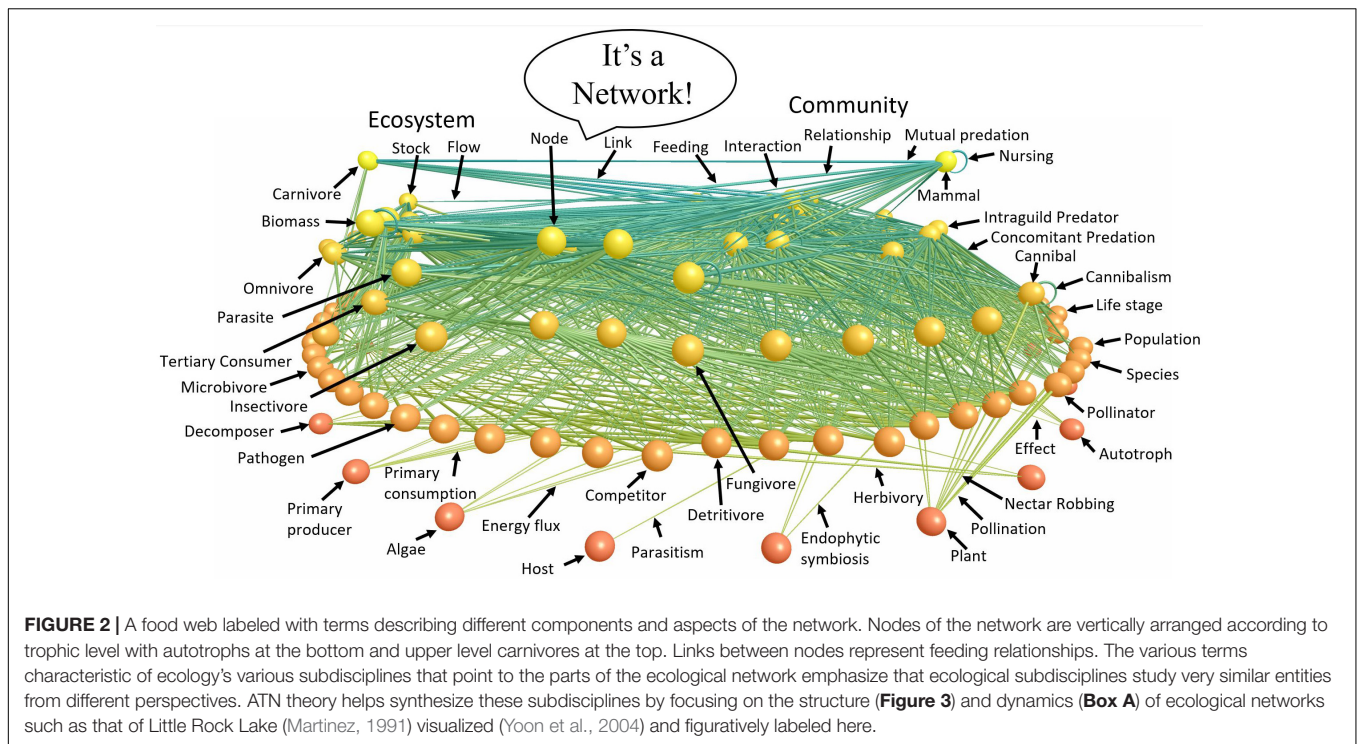 It's a
Network!
Ecosystem
Community
Stock
Flow
Node
Link
Feeding
Interaction
Relationship
Mutual predation
Nursing
Carnivore
Mammal
Biomass
Intraguild Predator
Concomitant Predation
Cannibal
Omnivore
Cannibalism
Parasite
Life stage
Tertiary Consumer
Population
Microbivore
Species
Insectivore
Pollinator
Decomposer
Effect
Autotroph
Pathogen
Primary
consumption
Primary
producer
Competitor
Fungivore
Herbivory
Nectar Robbing
Algae
Energy flux
Detritivore
Pollination
Host
Parasitism
Endophytic
symbiosis
Plant
FIGURE 2 | A food web labeled with terms describing different components and aspects of the network. Nodes of the network are vertically arranged according to
trophic level with autotrophs at the bottom and upper level carnivores at the top. Links between nodes represent feeding relationships. The various terms
characteristic of ecology's various subdisciplines that point to the parts of the ecological network emphasize that ecological subdisciplines study very similar entities
from different perspectives. ATN theory helps synthesize these subdisciplines by focusing on the structure (Figure 3) and dynamics (Box A) of ecological networks
such as that of Little Rock Lake (Martinez, 1991) visualized (Yoon et al., 2004) and figuratively labeled here.